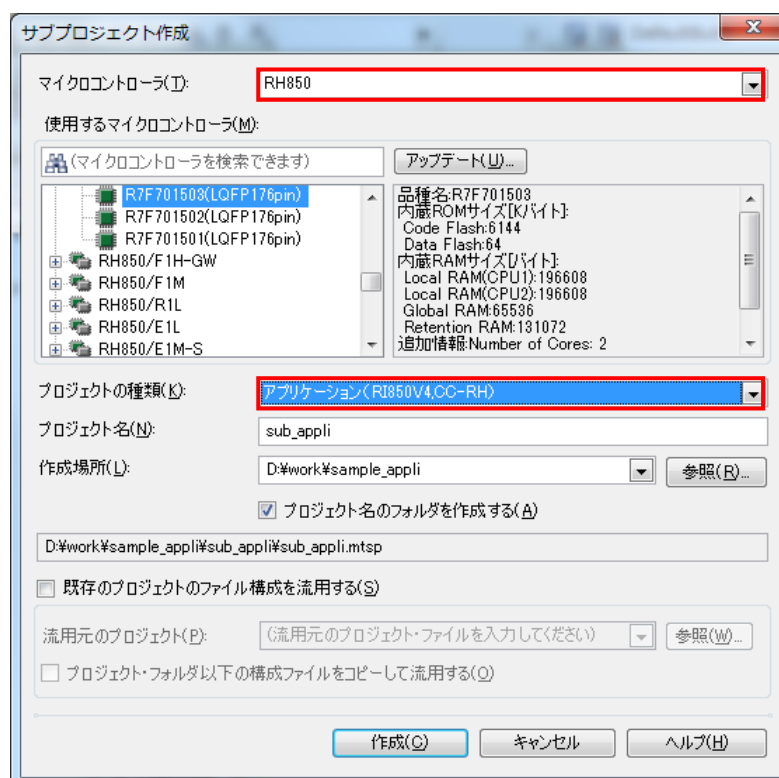 サブプロジェクト作成
マイクロコントローラ(T):
RH850
使用するマイクロコントローラ(M):
(マイクロコントローラを検索できます)
アップデート(U)...
R7F701503(LQFP176pin)
R7F701502(LQFP176pin)
R7F701501(LQFP176pin)
RH850/F1H-GW
RH850/F1M
RH850/R1L
RH850/E1L
RH850/E1M-S
品種名:R7F701503
内蔵ROMサイズ[Kバイト]:
Code Flash:6144
Data Flash:64
内蔵RAMサイズ[バイト]:
Local RAM(CPU1):196608
Local RAM(CPU2):196608
Global RAM:65536
Retention RAM:131072
追加情報:Number of Cores: 2
プロジェクトの種類(K):
アプリケーション(RI850V4,CC-RH)
プロジェクト名(N):
sub_appli
作成場所(L):
D:¥work¥sample_appli
参照(R)...
プロジェクト名のフォルダを作成する(A)
D:¥work¥sample_appli¥sub_appli¥sub_appli.mtsp
既存のプロジェクトのファイル構成を流用する(S)
流用元のプロジェクト(P):
(流用元のプロジェクト・ファイルを入力してください)
参照(W)...
プロジェクト・フォルダ以下の構成ファイルをコピーして流用する(O)
作成(C)
キャンセル
ヘルプ(H)